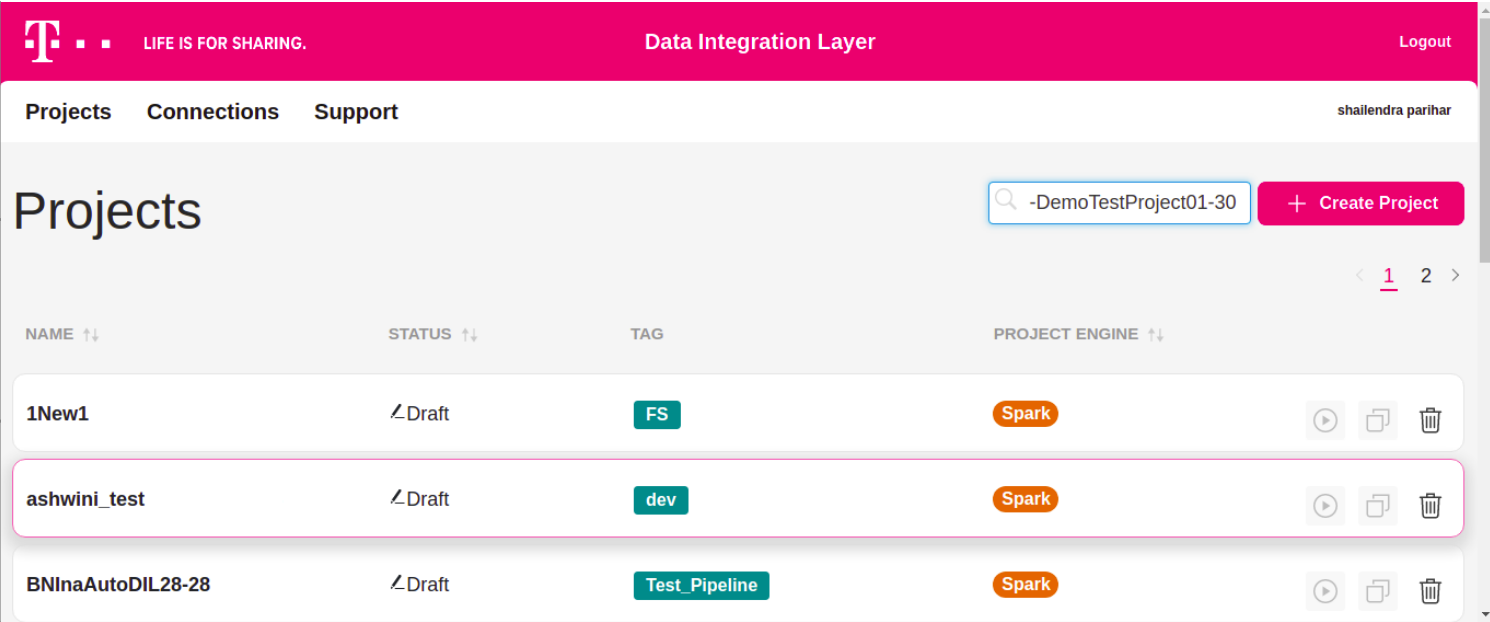 T
LIFE IS FOR SHARING.
Data Integration Layer
Logout
Projects Connections Support
shailendra parihar
Projects
-DemoTestProject01-30
+ Create Project
< 1 2 >
NAME STATUS TAG PROJECT ENGINE
1New1 Draft FS Spark
ashwini_test Draft dev Spark
BNInaAutoDIL28-28 Draft Test_Pipeline Spark